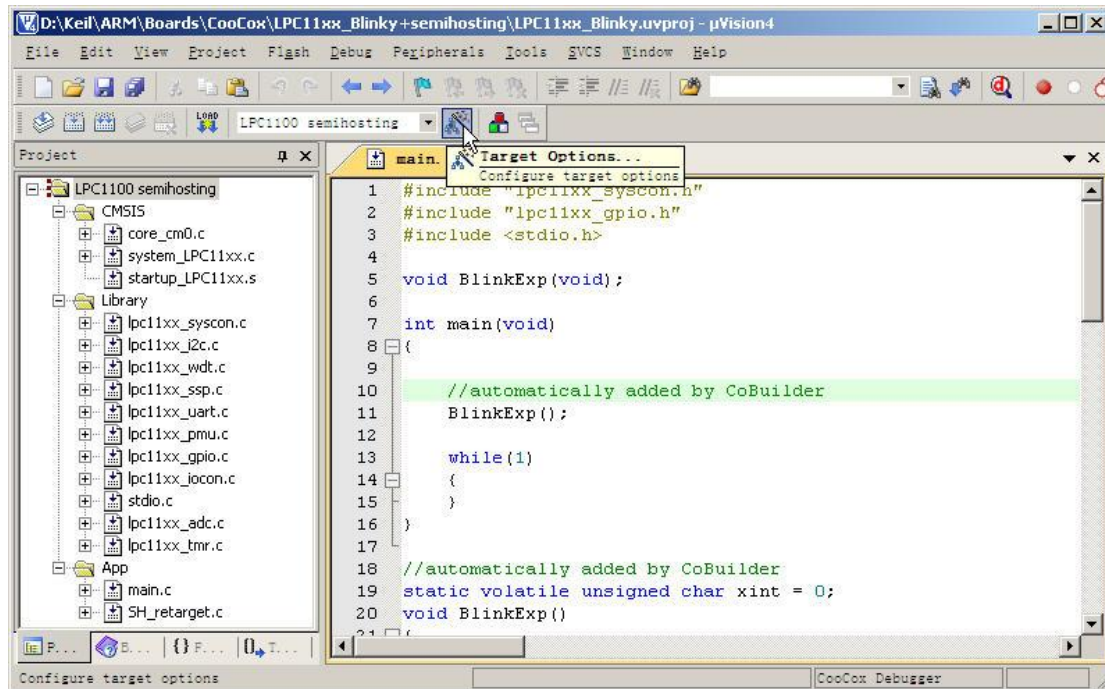 D:\Keil\ARM\Boards\CooCox\LPC11xx_Blinky+semihosting\LPC11xx_Blinky.uvproj - µVision4
File Edit View Project Flash Debug Peripherals Tools SVCS Window Help
LOAD LPC1100 semihosting
Project
main.
Target Options...
Configure target options
LPC1100 semihosting
CMSIS
core_cm0.c
system_LPC11xx.c
startup_LPC11xx.s
Library
lpc11xx_syscon.c
lpc11xx_i2c.c
lpc11xx_wdt.c
lpc11xx_ssp.c
lpc11xx_uart.c
lpc11xx_pmu.c
lpc11xx_gpio.c
lpc11xx_iocon.c
stdio.c
lpc11xx_adc.c
lpc11xx_tmr.c
App
main.c
SH_retarget.c
1 #include "lpc11xx_syscon.h"
2 #include "lpc11xx_gpio.h"
3 #include <stdio.h>
4
5 void BlinkExp(void);
6
7 int main(void)
8 {
9
10 //automatically added by CoBuilder
11 BlinkExp();
12
13 while(1)
14 {
15 }
16 }
17
18 //automatically added by CoBuilder
19 static volatile unsigned char xint = 0;
20 void BlinkExp()
21 {
P... B... {} F... 0 T...
Configure target options
CooCox Debugger